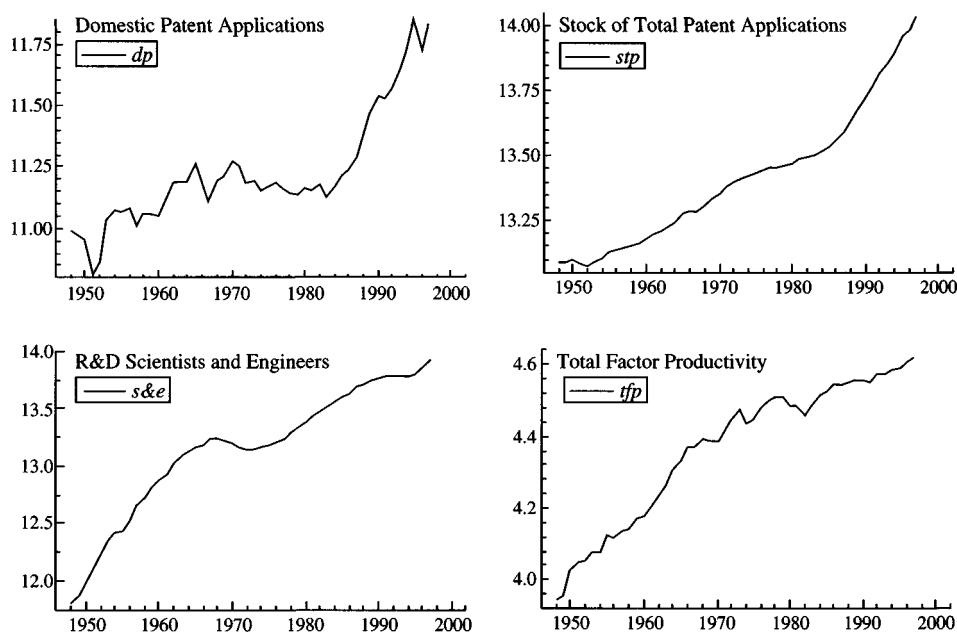 Domestic Patent Applications
dp
11.75
11.50
11.25
11.00
1950 1960 1970 1980 1990 2000
Stock of Total Patent Applications
stp
14.00
13.75
13.50
13.25
1950 1960 1970 1980 1990 2000
R&D Scientists and Engineers
s&e
14.0
13.5
13.0
12.5
12.0
1950 1960 1970 1980 1990 2000
Total Factor Productivity
tfp
4.6
4.4
4.2
4.0
1950 1960 1970 1980 1990 2000